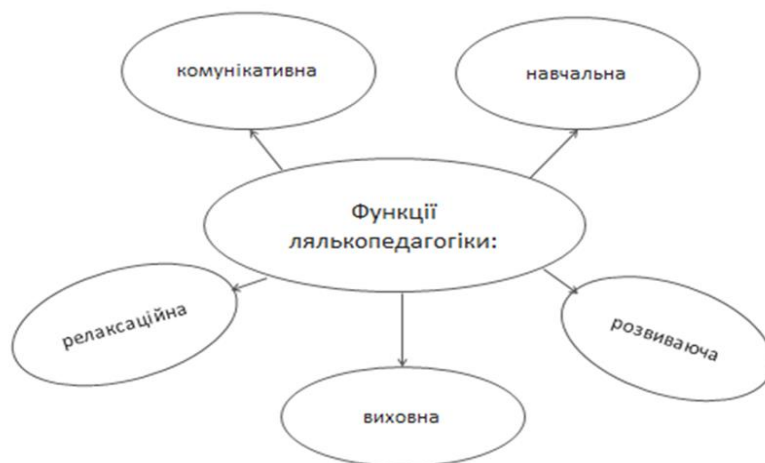 комунікативна
навчальна
Функції
лялькопедагогіки:
релаксаційна
розвиваюча
виховна